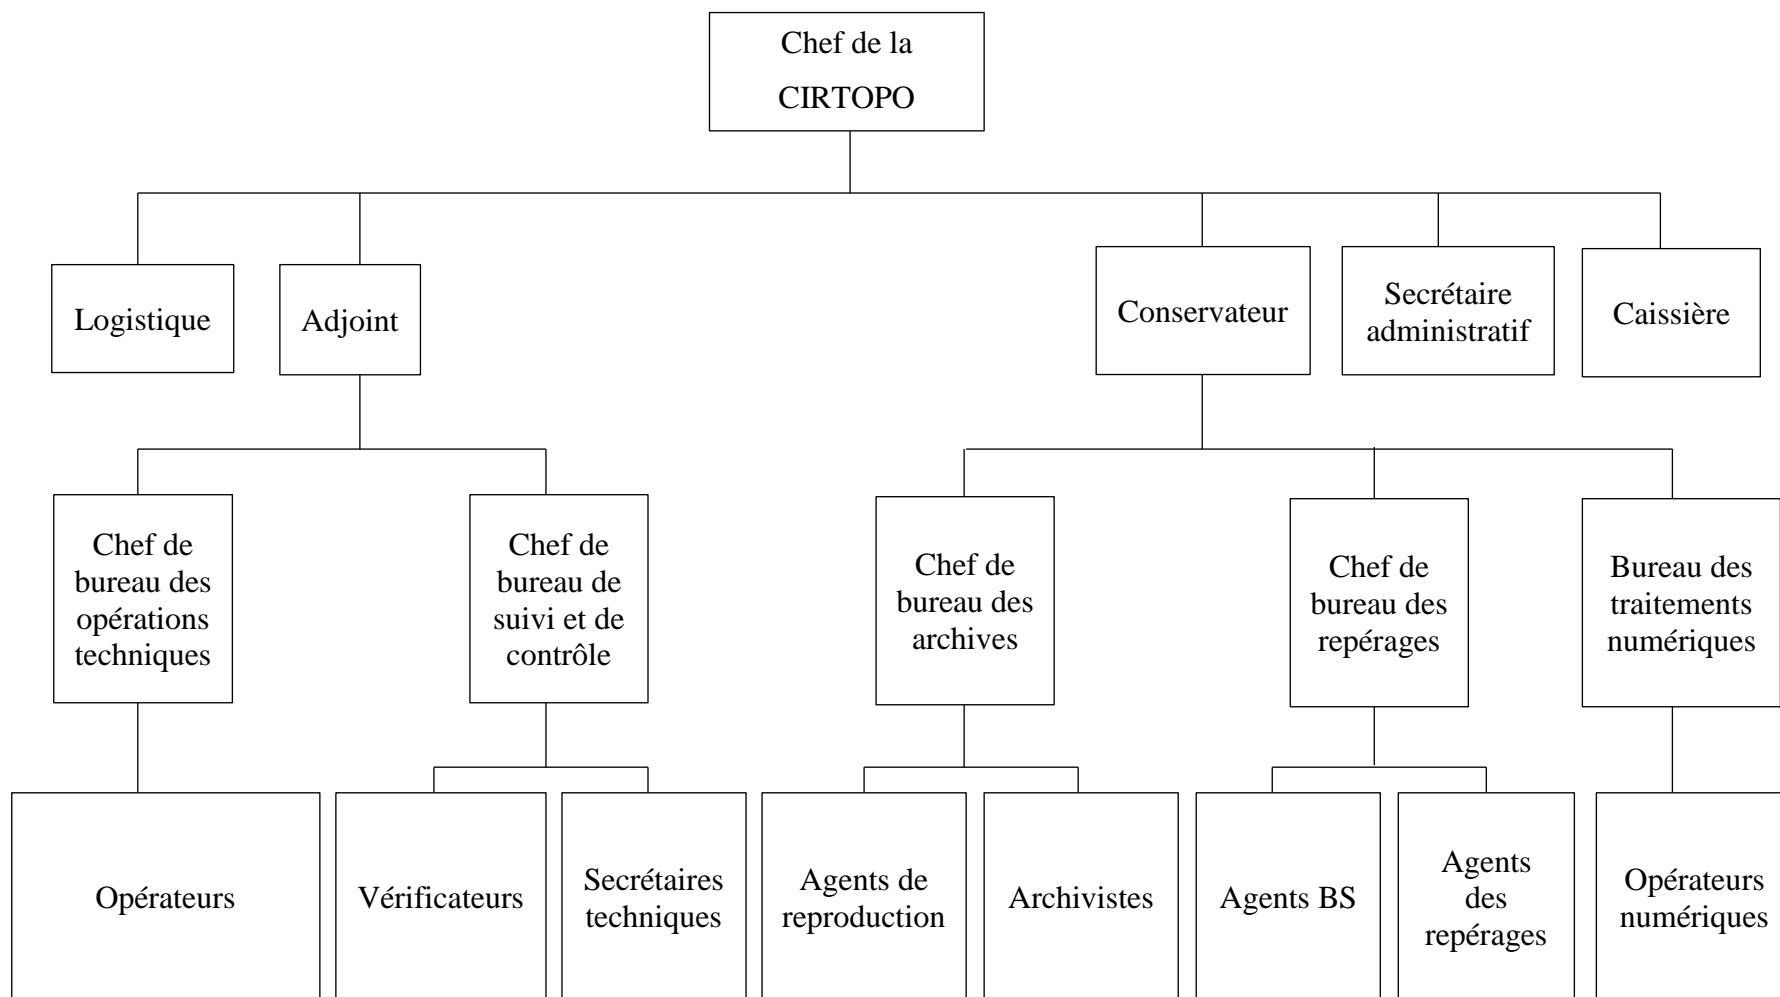 Chef de la
CIRTOPO
Logistique
Adjoint
Conservateur
Secrétaire
administratif
Caissière
Chef de
bureau des
opérations
techniques
Chef de
bureau de
suivi et de
contrôle
Chef de
bureau des
archives
Chef de
bureau des
repérages
Bureau des
traitements
numériques
Opérateurs
Vérificateurs
Secrétaires
techniques
Agents de
reproduction
Archivistes
Agents BS
Agents
des
repérages
Opérateurs
numériques